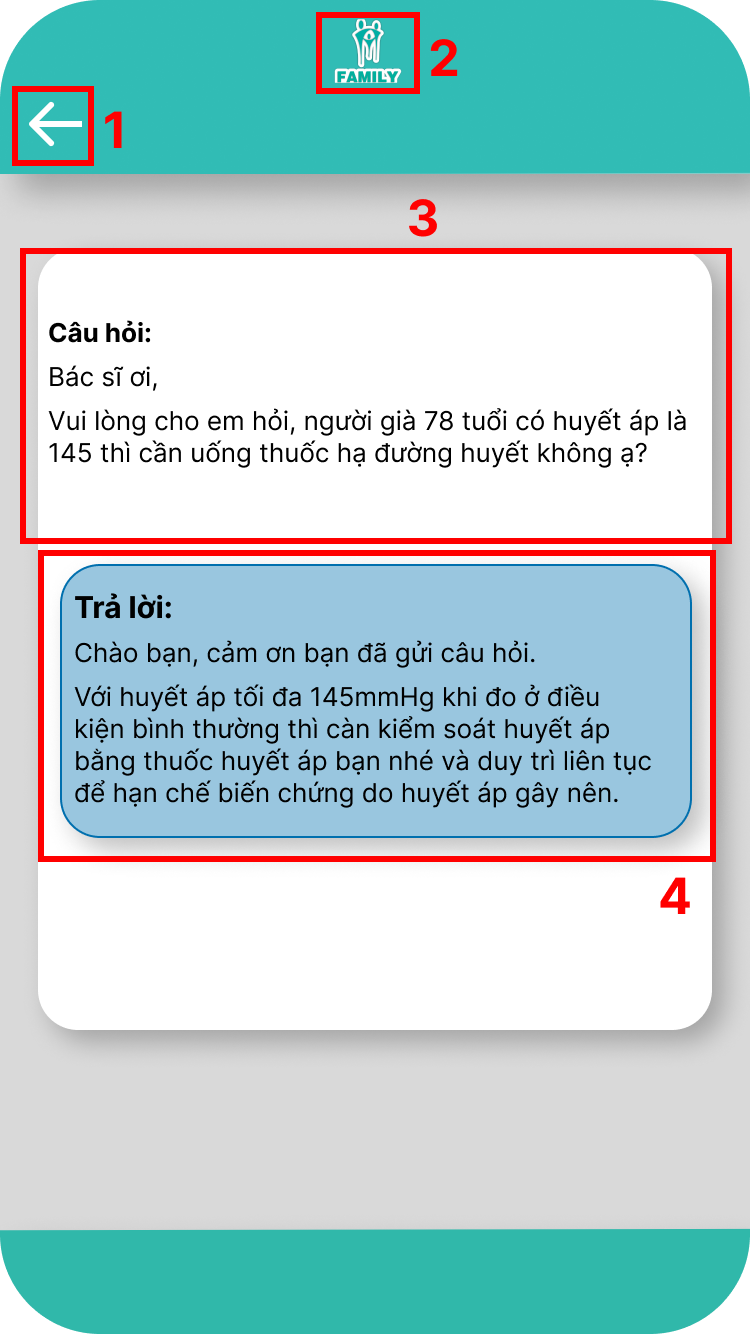 FAMILY
2
1
3
Câu hỏi:
Bác sĩ ơi,
Vui lòng cho em hỏi, người già 78 tuổi có huyết áp là
145 thì cần uống thuốc hạ đường huyết không ạ?
Trả lời:
Chào bạn, cảm ơn bạn đã gửi câu hỏi.
Với huyết áp tối đa 145mmHg khi đo ở điều
kiện bình thường thì càn kiểm soát huyết áp
bằng thuốc huyết áp bạn nhé và duy trì liên tục
để hạn chế biến chứng do huyết áp gây nên.
4